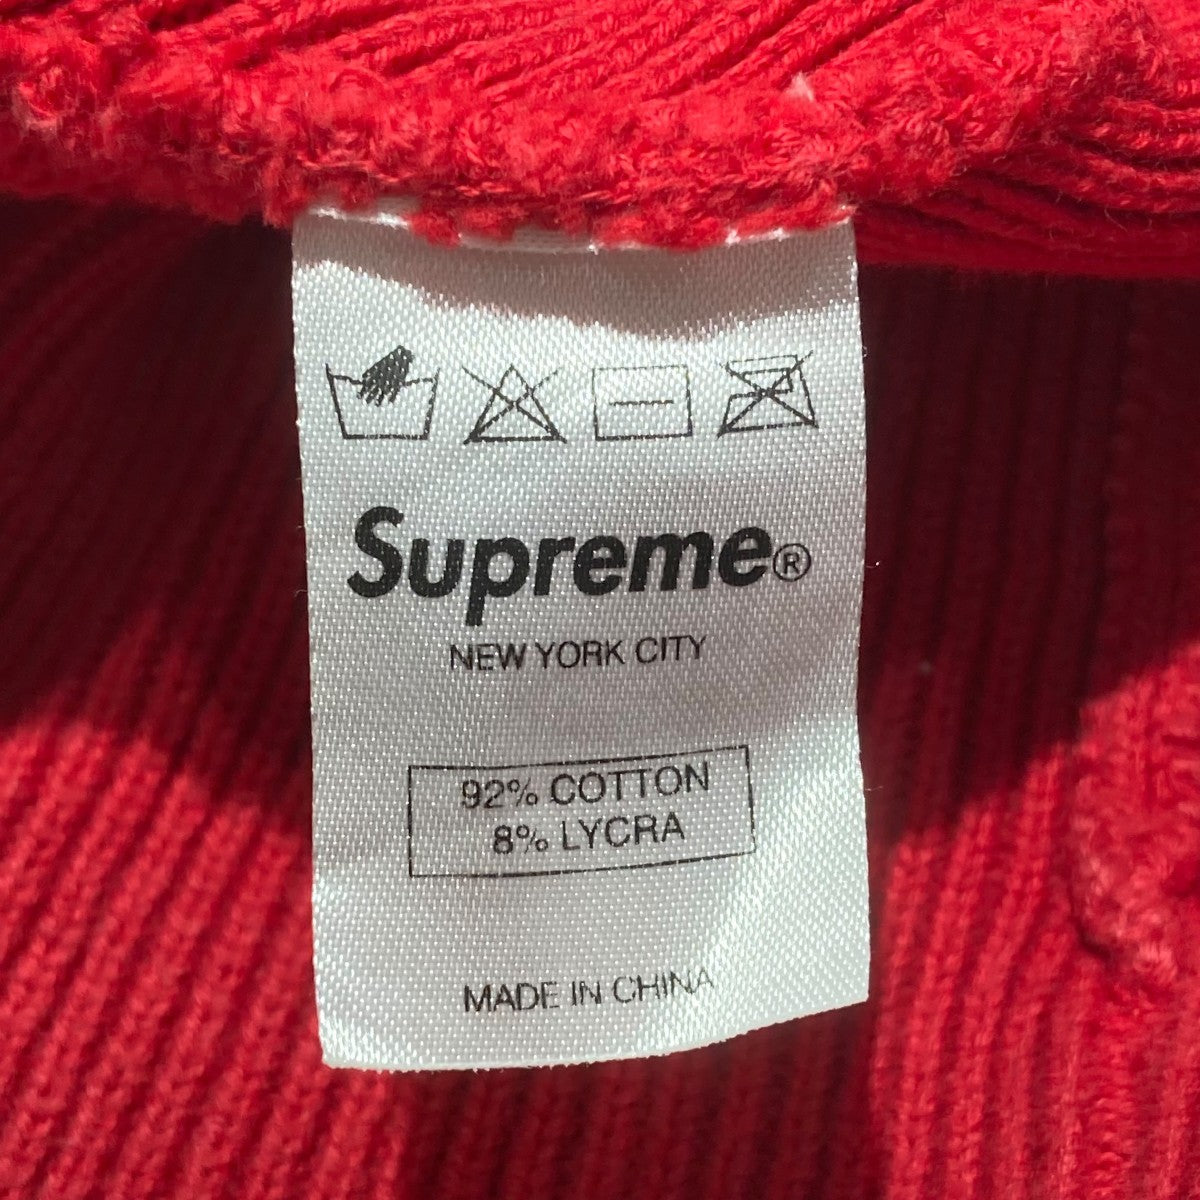 Supreme®
NEW YORK CITY
92% COTTON
8% LYCRA
MADE IN CHINA